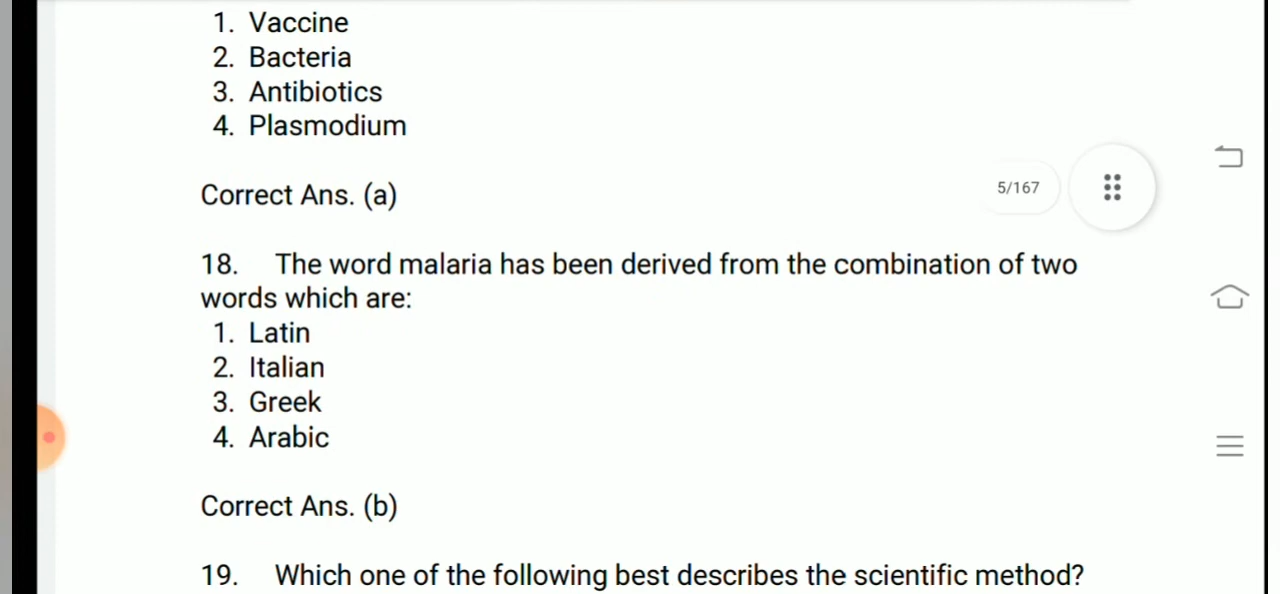 1. Vaccine
2. Bacteria
3. Antibiotics
4. Plasmodium
Correct Ans. (a)
5/167
18. The word malaria has been derived from the combination of two
words which are:
1. Latin
2. Italian
3. Greek
4. Arabic
Correct Ans. (b)
19. Which one of the following best describes the scientific method?